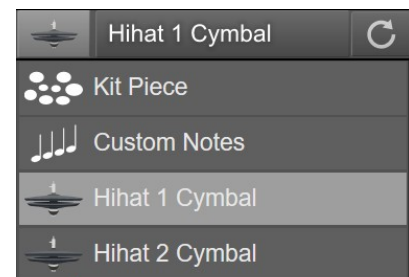 Hihat 1 Cymbal
Kit Piece
Custom Notes
Hihat 1 Cymbal
Hihat 2 Cymbal